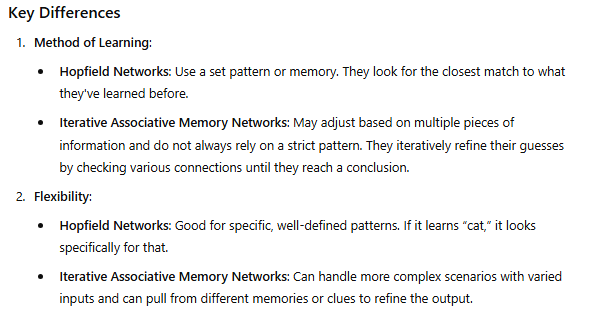 Key Differences
1. Method of Learning:
• Hopfield Networks: Use a set pattern or memory. They look for the closest match to what
they've learned before.
• Iterative Associative Memory Networks: May adjust based on multiple pieces of
information and do not always rely on a strict pattern. They iteratively refine their guesses
by checking various connections until they reach a conclusion.
2. Flexibility:
• Hopfield Networks: Good for specific, well-defined patterns. If it learns “cat,” it looks
specifically for that.
• Iterative Associative Memory Networks: Can handle more complex scenarios with varied
inputs and can pull from different memories or clues to refine the output.